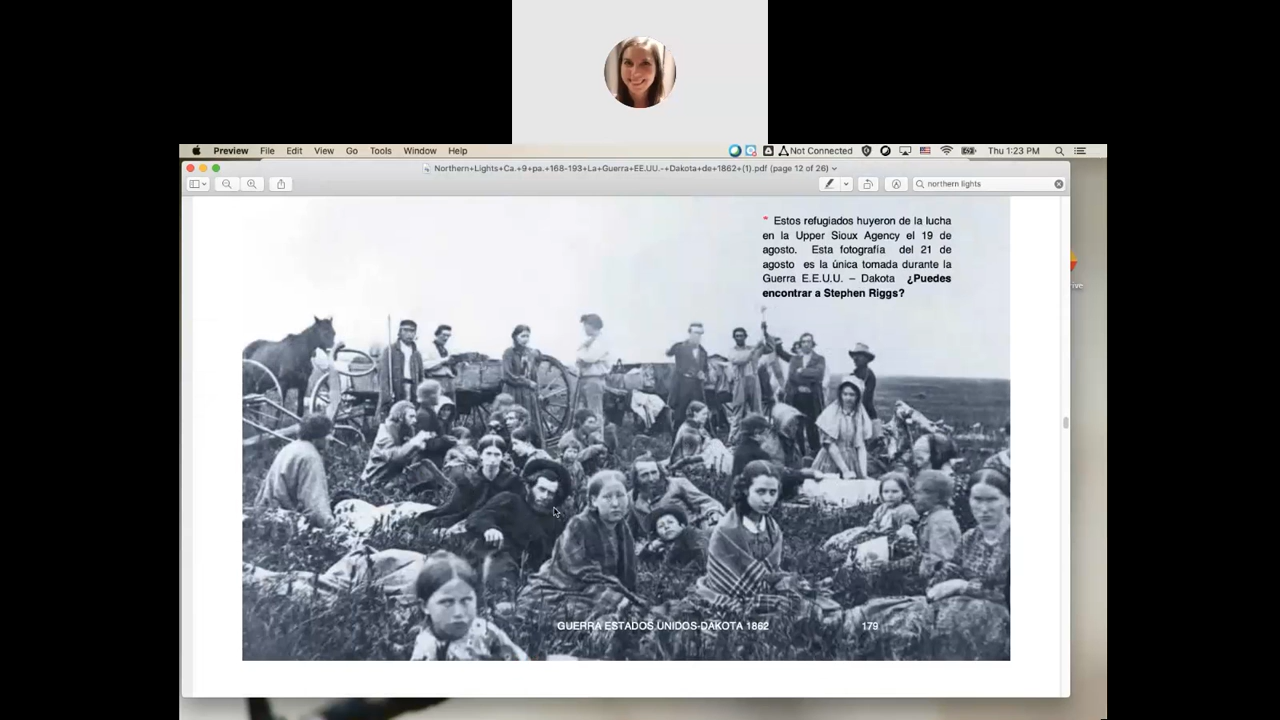 Preview File Edit View Go Tools Window Help Not Connected Thu 1:23 PM
Northern+Lights+Ca.+9+pa.+168-193+La+Guerra+EE.UU.-+Dakota+de+1862+(1).pdf (page 12 of 26)
northern lights
* Estos refugiados huyeron de la lucha
en la Upper Sioux Agency el 19 de
agosto. Esta fotografía del 21 de
agosto es la única tomada durante la
Guerra E.E.U.U. – Dakota ¿Puedes
encontrar a Stephen Riggs?
GUERRA ESTADOS UNIDOS-DAKOTA 1862 179